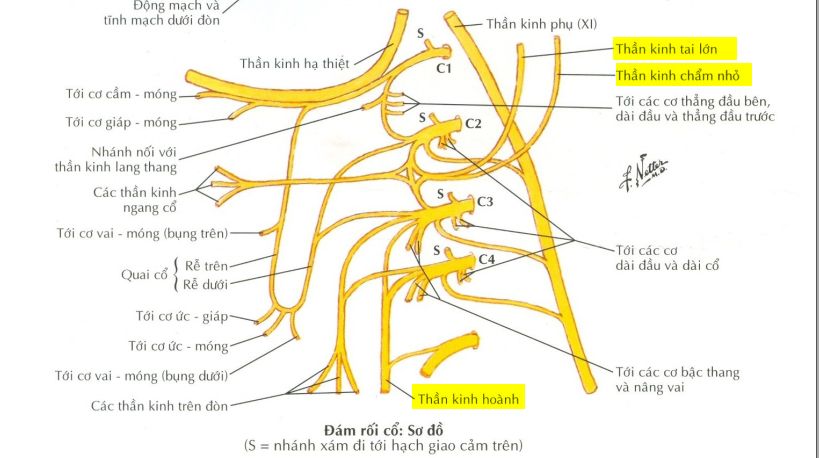 Động mạch và
tĩnh mạch dưới đòn
Thần kinh hạ thiệt
S
C1
Thần kinh phụ (XI)
Thần kinh tai lớn
Thần kinh chẩm nhỏ
Tới cơ cằm - móng
Tới cơ giáp - móng
Tới các cơ thẳng đầu bên,
dài đầu và thẳng đầu trước
S
C2
Nhánh nối với
thần kinh lang thang
Các thần kinh
ngang cổ
F. Netter
M.D.
S
C3
Tới cơ vai - móng (bụng trên)
Quai cổ
Rễ trên
Rễ dưới
S
C4
Tới các cơ
dài đầu và dài cổ
Tới cơ ức - giáp
Tới cơ ức - móng
Tới cơ vai - móng (bụng dưới)
Các thần kinh trên đòn
Thần kinh hoành
Tới các cơ bậc thang
và nâng vai
Đám rối cổ: Sơ đồ
(S = nhánh xám đi tới hạch giao cảm trên)